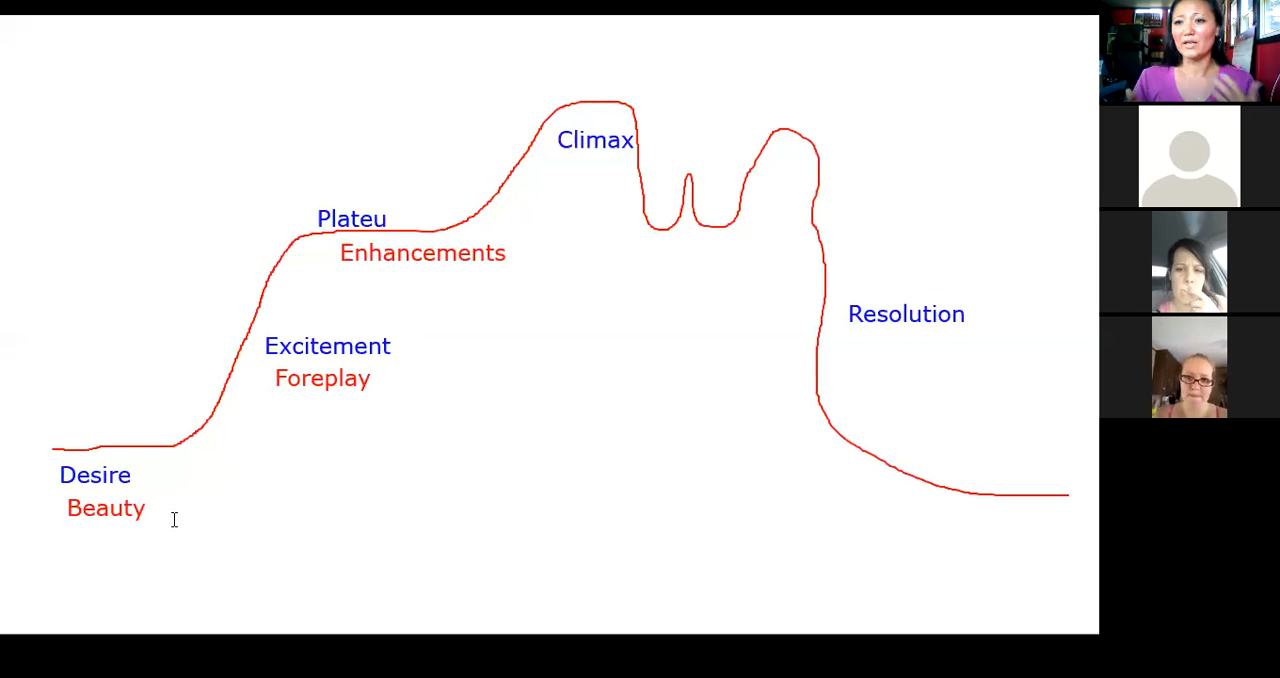 Climax
Plateu
Enhancements
Resolution
Excitement
Foreplay
Desire
Beauty